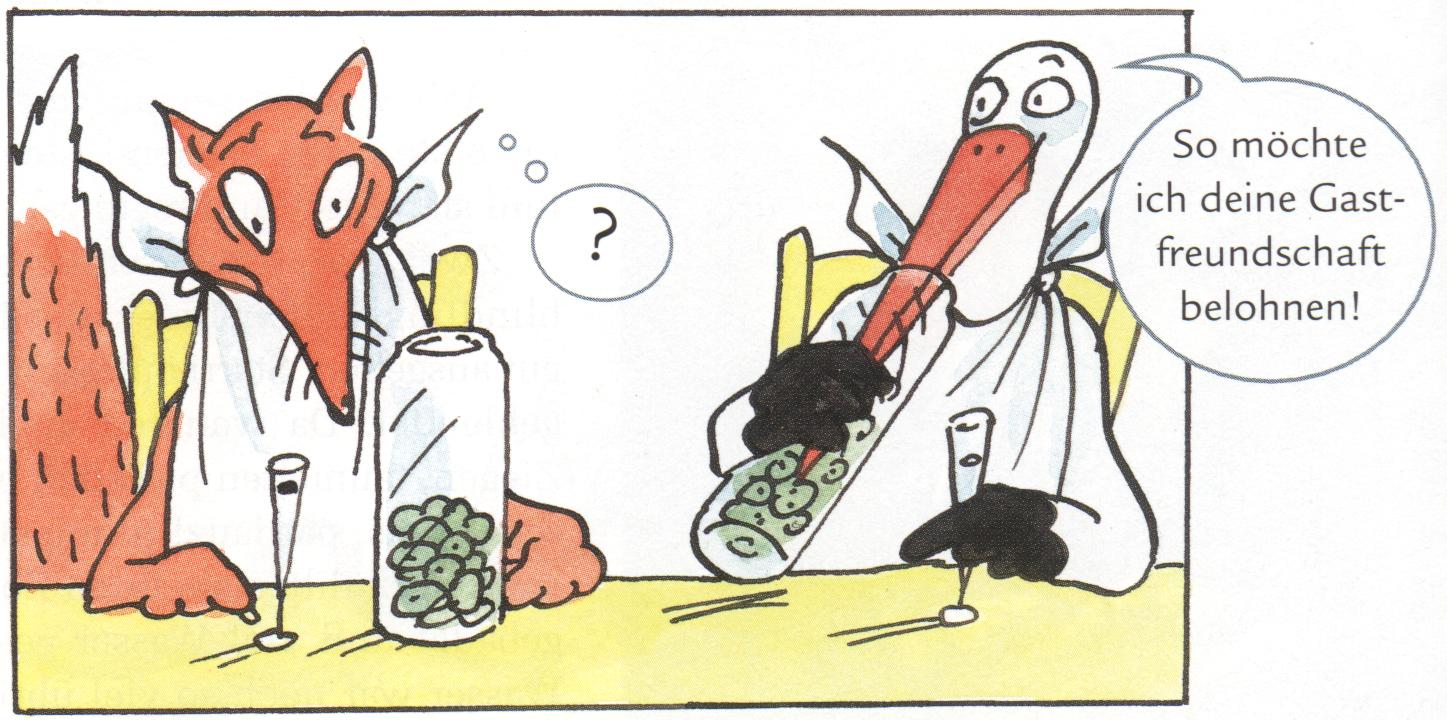 ?
So möchte
ich deine Gast-
freundschaft
belohnen!